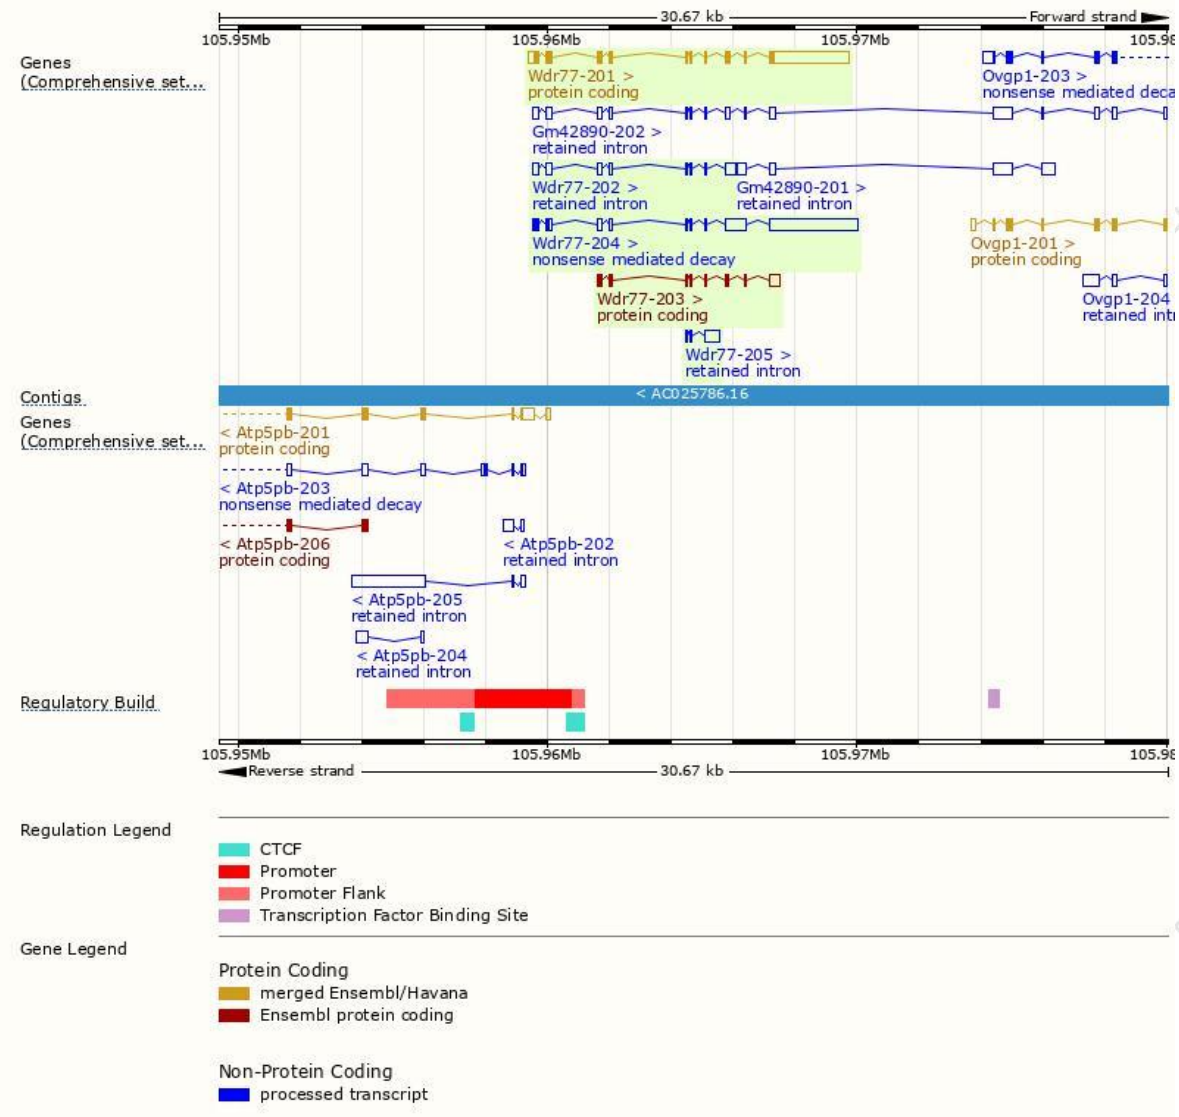 30.67 kb
Forward strand
105.95Mb 105.96Mb 105.97Mb 105.98
Genes
(Comprehensive set...
Wdr77-201 >
protein coding
Ovgp1-203 >
nonsense mediated deca
Gm42890-202 >
retained intron
Wdr77-202 >
retained intron
Gm42890-201 >
retained intron
Wdr77-204 >
nonsense mediated decay
Ovgp1-201 >
protein coding
Wdr77-203 >
protein coding
Ovgp1-204
retained intr
Wdr77-205 >
retained intron
Contigs
< AC025786.16
Genes
(Comprehensive set...
< Atp5pb-201
protein coding
< Atp5pb-203
nonsense mediated decay
< Atp5pb-206
protein coding
< Atp5pb-202
retained intron
< Atp5pb-205
retained intron
< Atp5pb-204
retained intron
Regulatory Build
105.95Mb 105.96Mb 105.97Mb 105.98
Reverse strand
30.67 kb
Regulation Legend
CTCF
Promoter
Promoter Flank
Transcription Factor Binding Site
Gene Legend
Protein Coding
merged Ensembl/Havana
Ensembl protein coding
Non-Protein Coding
processed transcript